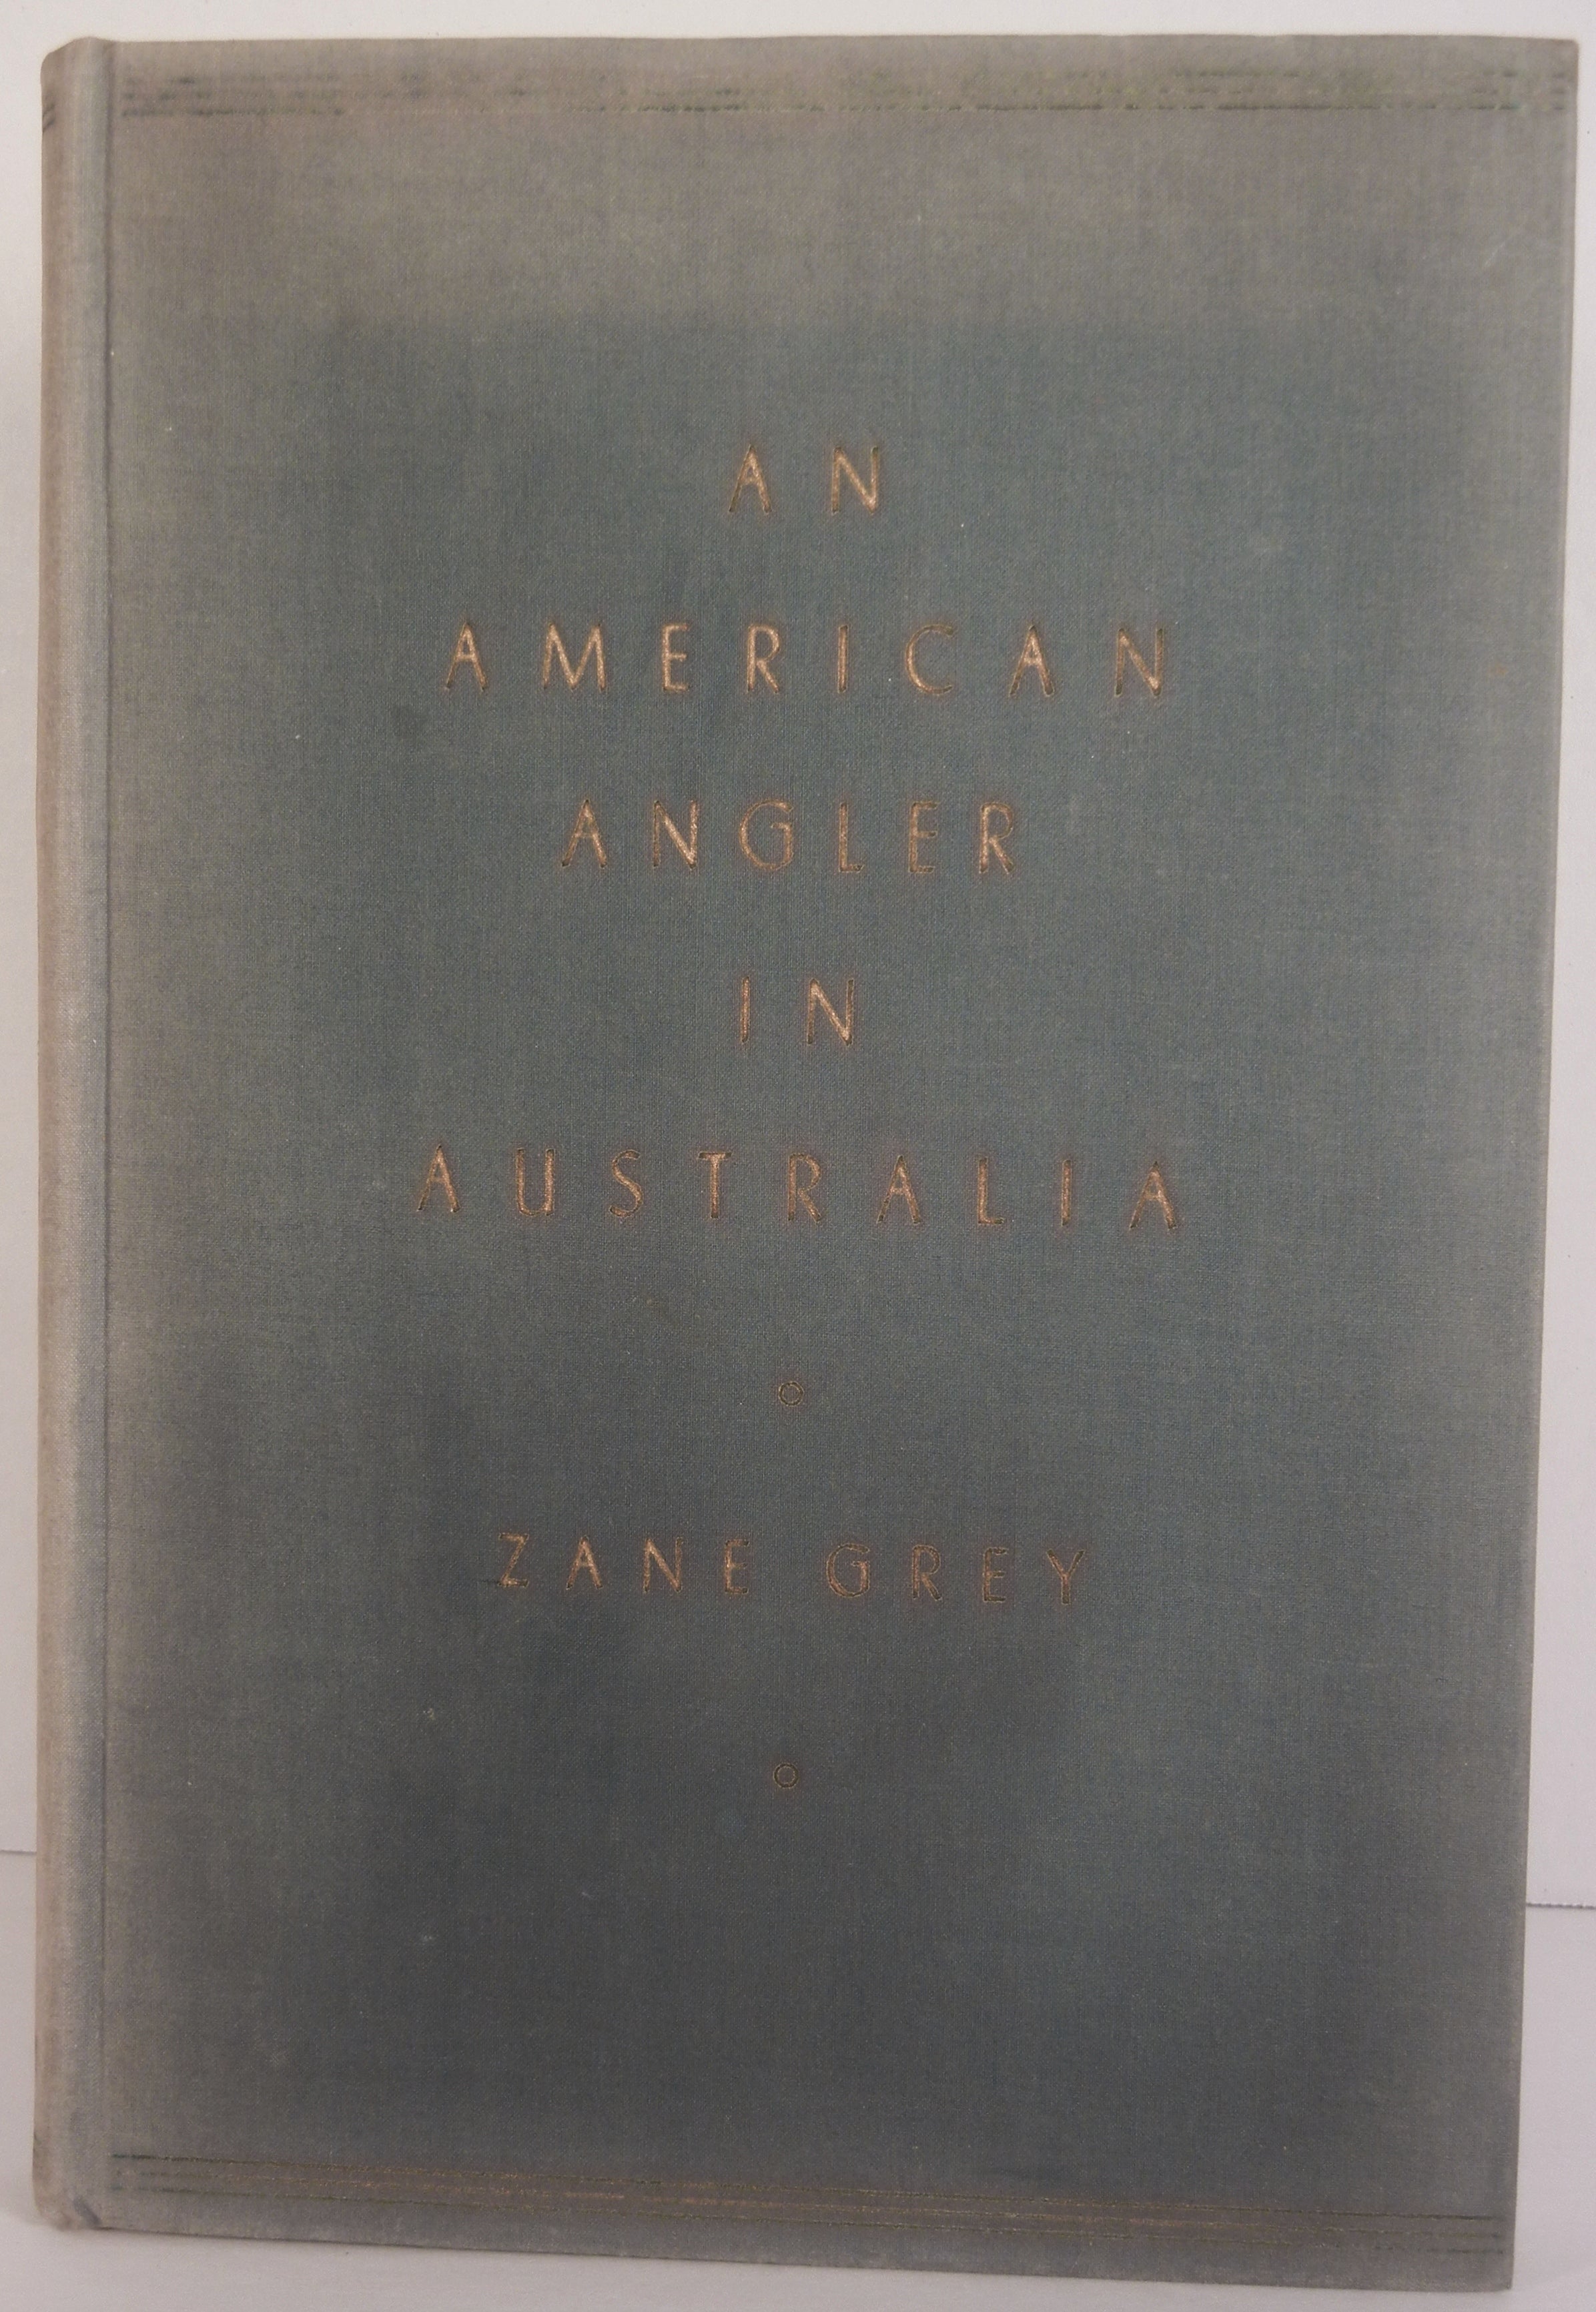 AN
AMERICAN
ANGLER
IN
AUSTRALIA
ZANE GREY